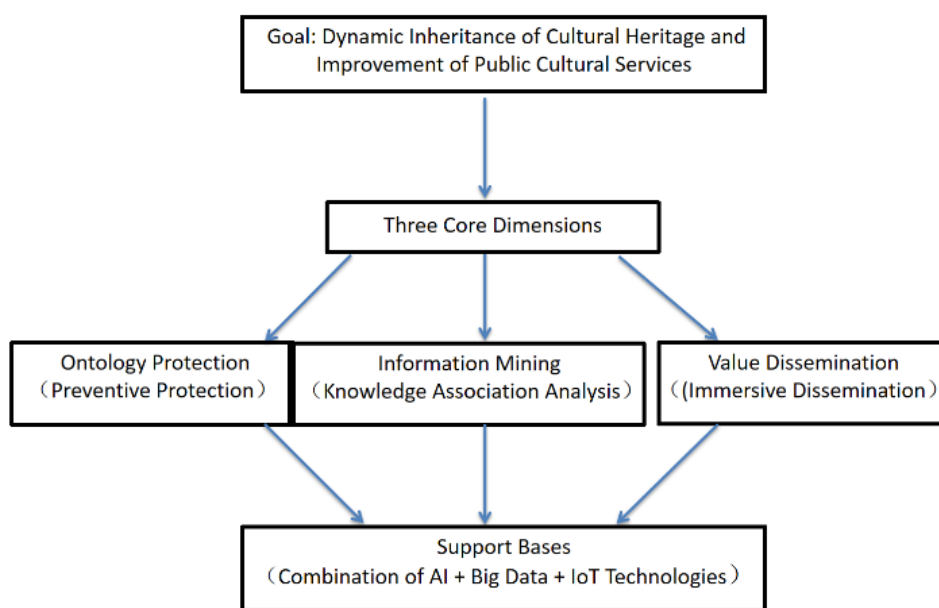 Goal: Dynamic Inheritance of Cultural Heritage and
Improvement of Public Cultural Services
Three Core Dimensions
Ontology Protection
（Preventive Protection）
Information Mining
（Knowledge Association Analysis）
Value Dissemination
（(Immersive Dissemination）
Support Bases
（Combination of AI + Big Data + IoT Technologies）